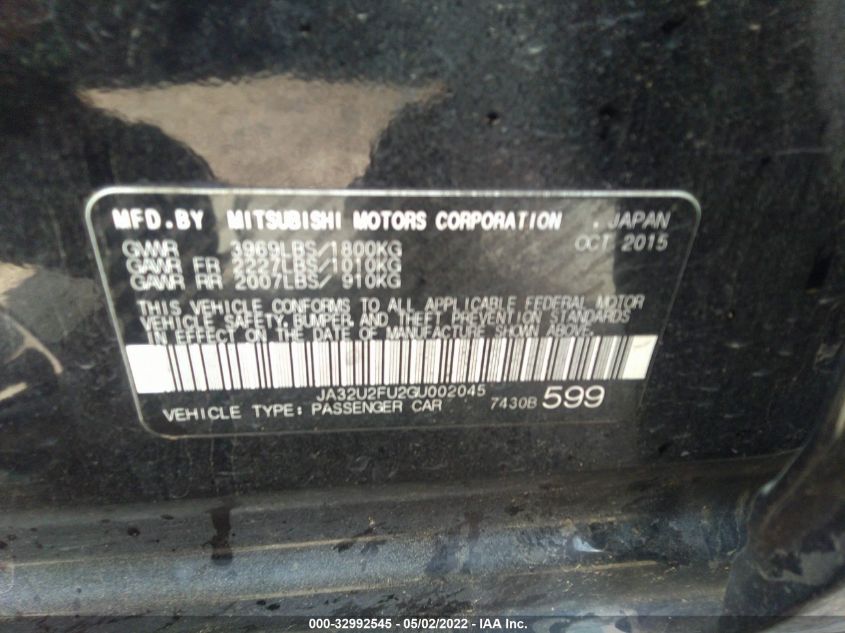 MFD.BY MITSUBISHI MOTORS CORPORATION . JAPAN
GVWR 3969LBS/1800KG OCT 2015
GAWR FR 2227LBS/1010KG
GAWR RR 2007LBS/ 910KG
THIS VEHICLE CONFORMS TO ALL APPLICABLE FEDERAL MOTOR
VEHICLE SAFETY, BUMPER, AND THEFT PREVENTION STANDARDS
IN EFFECT ON THE DATE OF MANUFACTURE SHOWN ABOVE.
JA32U2FU2GU002045
VEHICLE TYPE: PASSENGER CAR 7430B 599
000-32992545 - 05/02/2022 - IAA Inc.